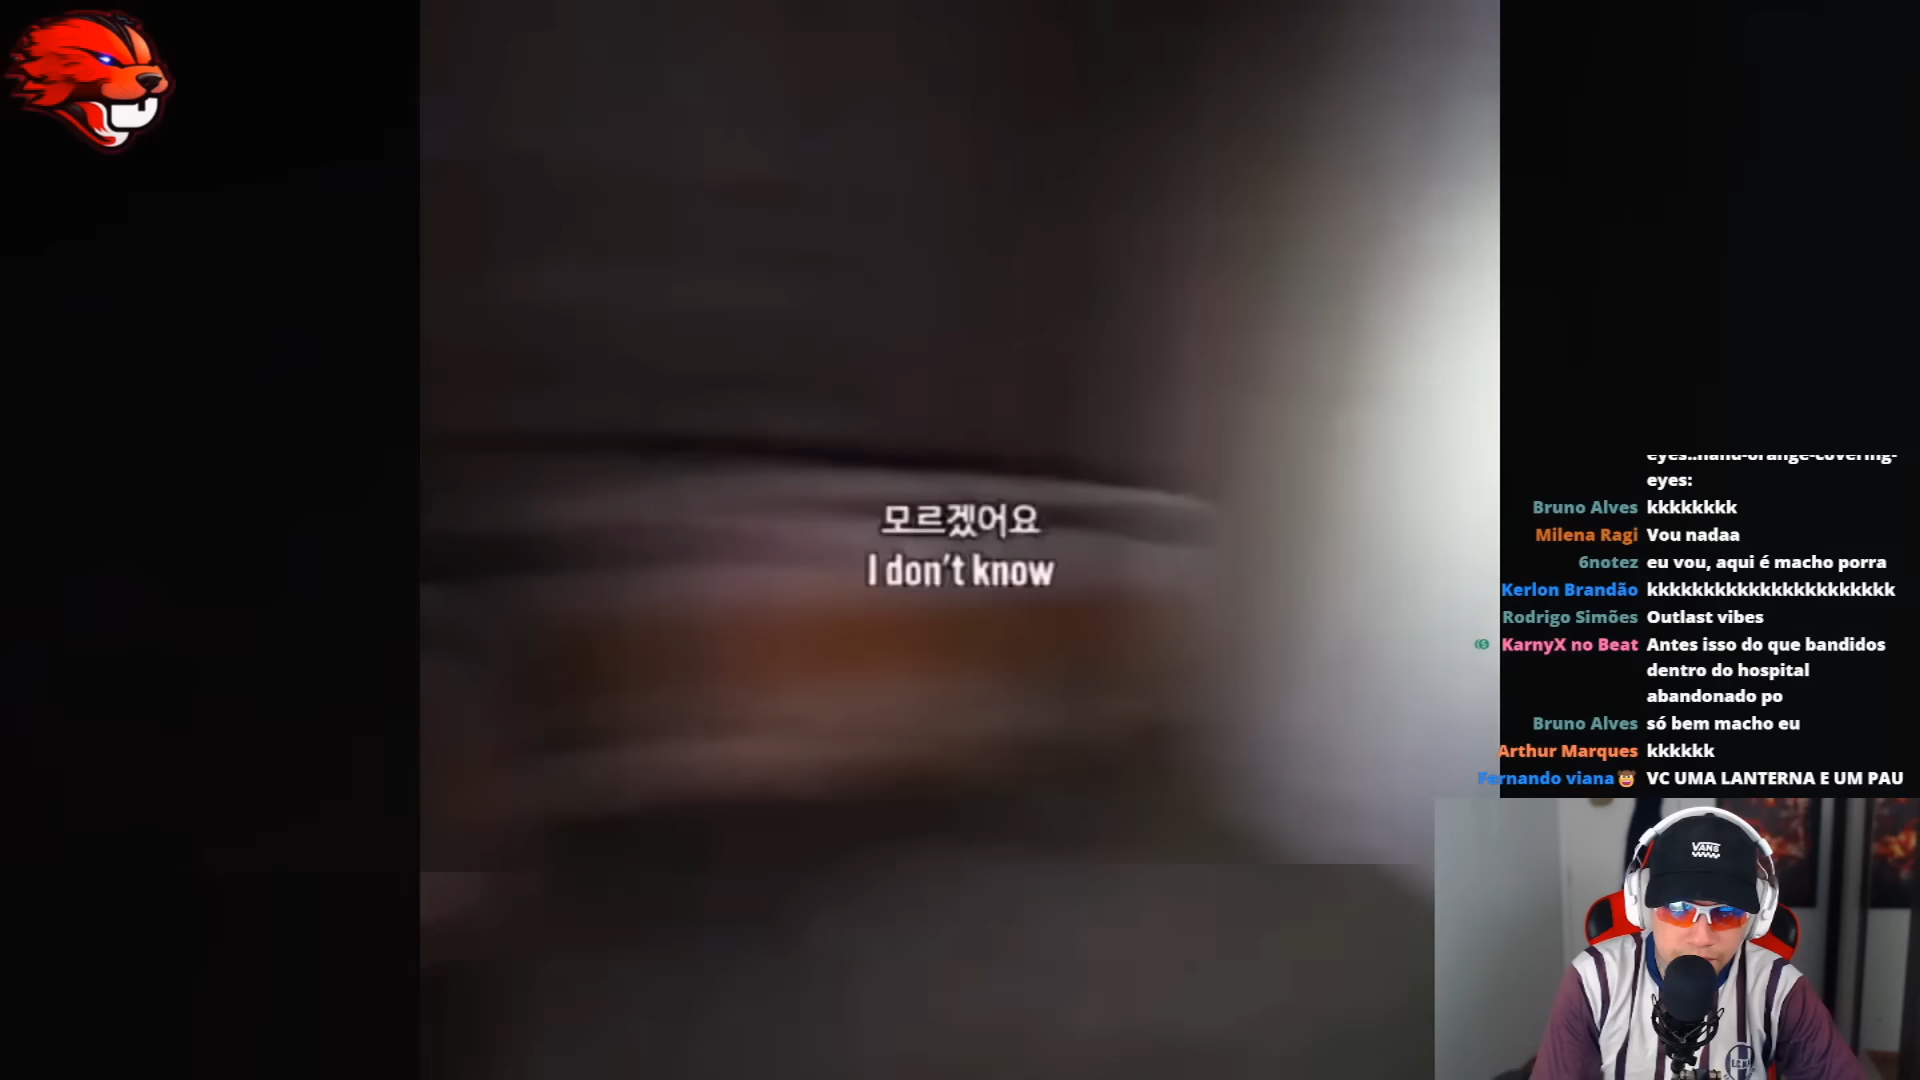 모르겠어요
I don't know
eyes:
Bruno Alves kkkkkkkk
Milena Ragi Vou nadaa
6notez eu vou, aqui é macho porra
Kerlon Brandão kkkkkkkkkkkkkkkkkkkkkk
Rodrigo Simões Outlast vibes
KarnyX no Beat Antes isso do que bandidos
dentro do hospital
abandonado po
Bruno Alves só bem macho eu
Arthur Marques kkkkkk
Fernando viana🤠 VC UMA LANTERNA E UM PAU
VANS